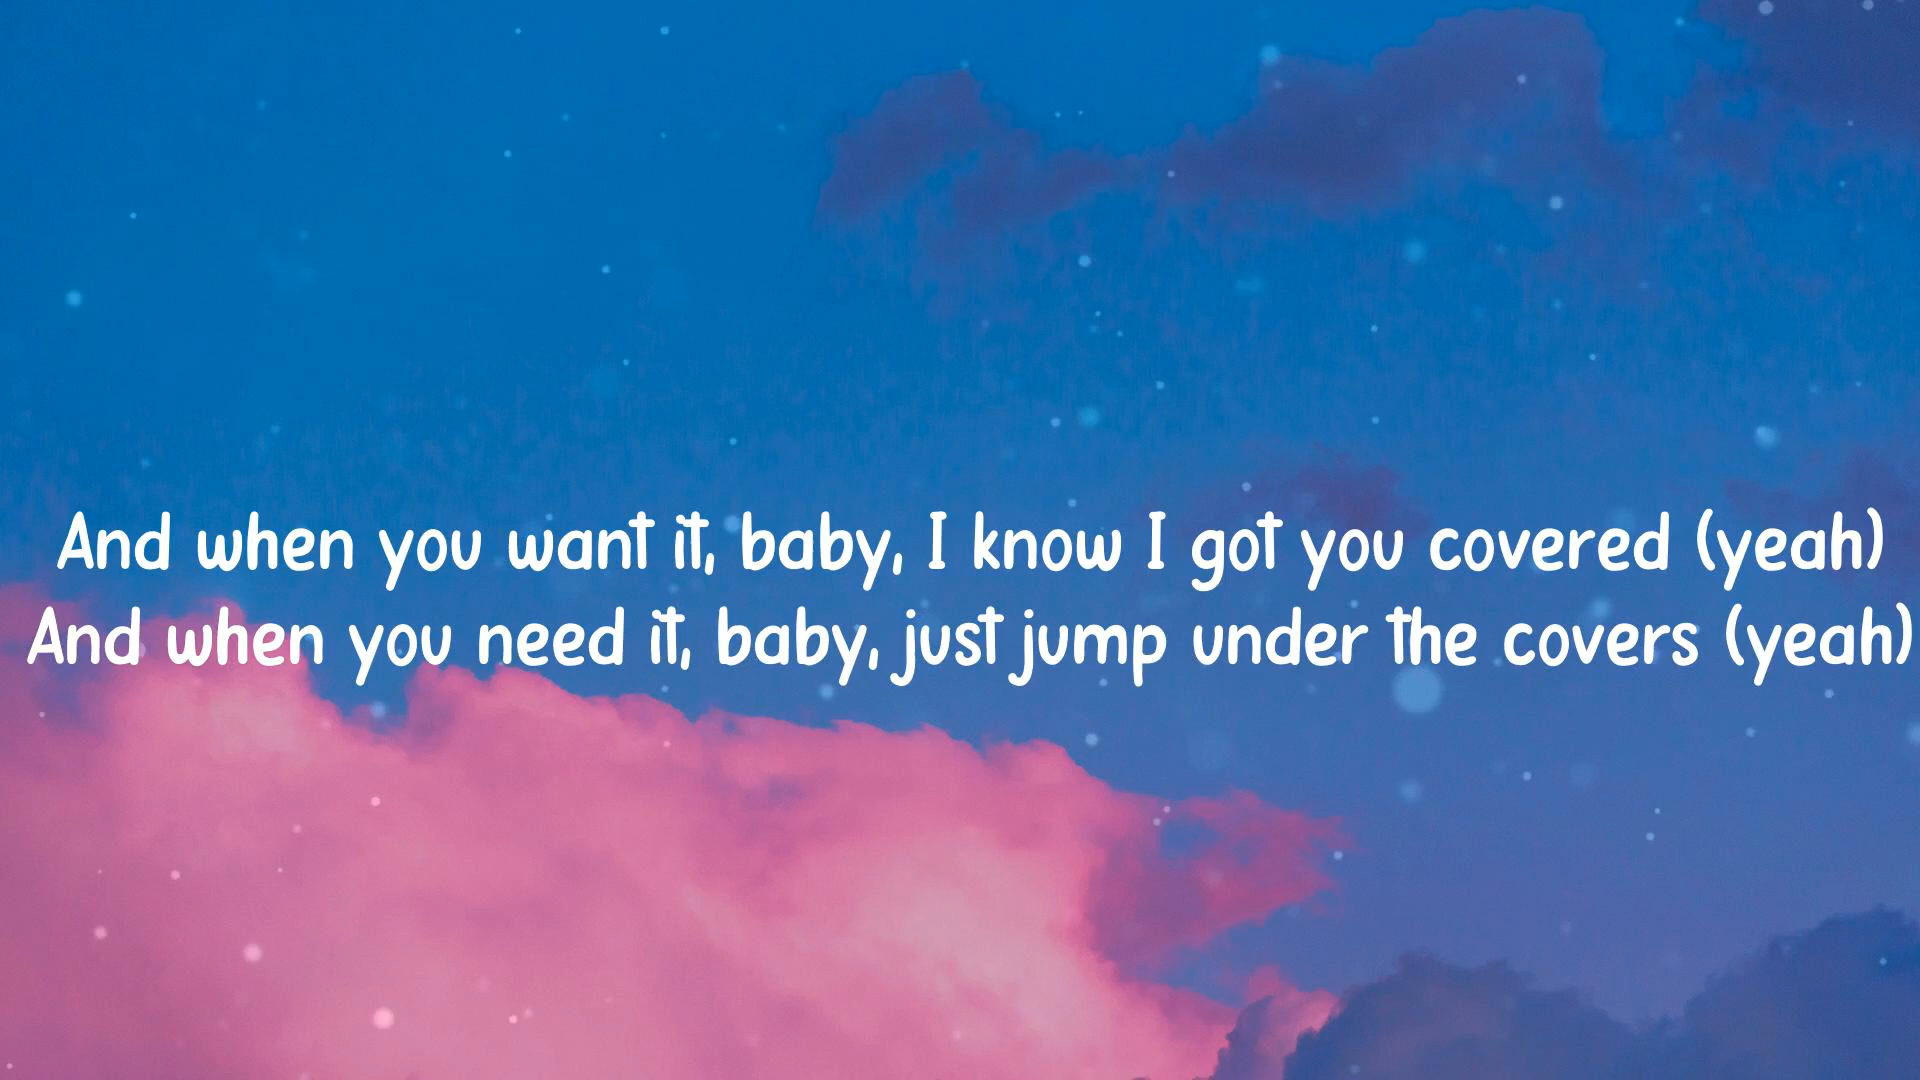 And when you want it, baby, I know I got you covered (yeah)
And when you need it, baby, just jump under the covers (yeah)